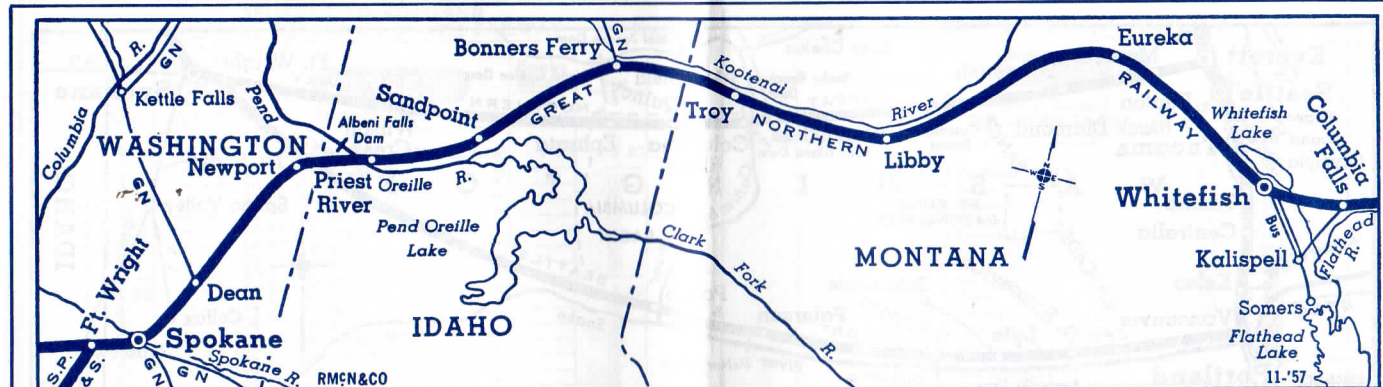 GN
R.
GN
Kettle Falls
Columbia
Pend
WASHINGTON
Newport
GN
Ft. Wright
Dean
Spokane
S.P.
& S.
GN
GN
Spokane R.
RMCN&CO
Albeni Falls
Dam
Priest
River
Oreille
R.
Sandpoint
Pend Oreille
Lake
IDAHO
Bonners Ferry
GN
GREAT
NORTHERN
RAILWAY
Troy
Kootenai
River
Libby
Clark
Fork
R.
MONTANA
N
E
S
W
Eureka
Whitefish
Lake
Columbia
Falls
Whitefish
Bus
Kalispell
Flathead
R.
Somers
Flathead
Lake
11-'57